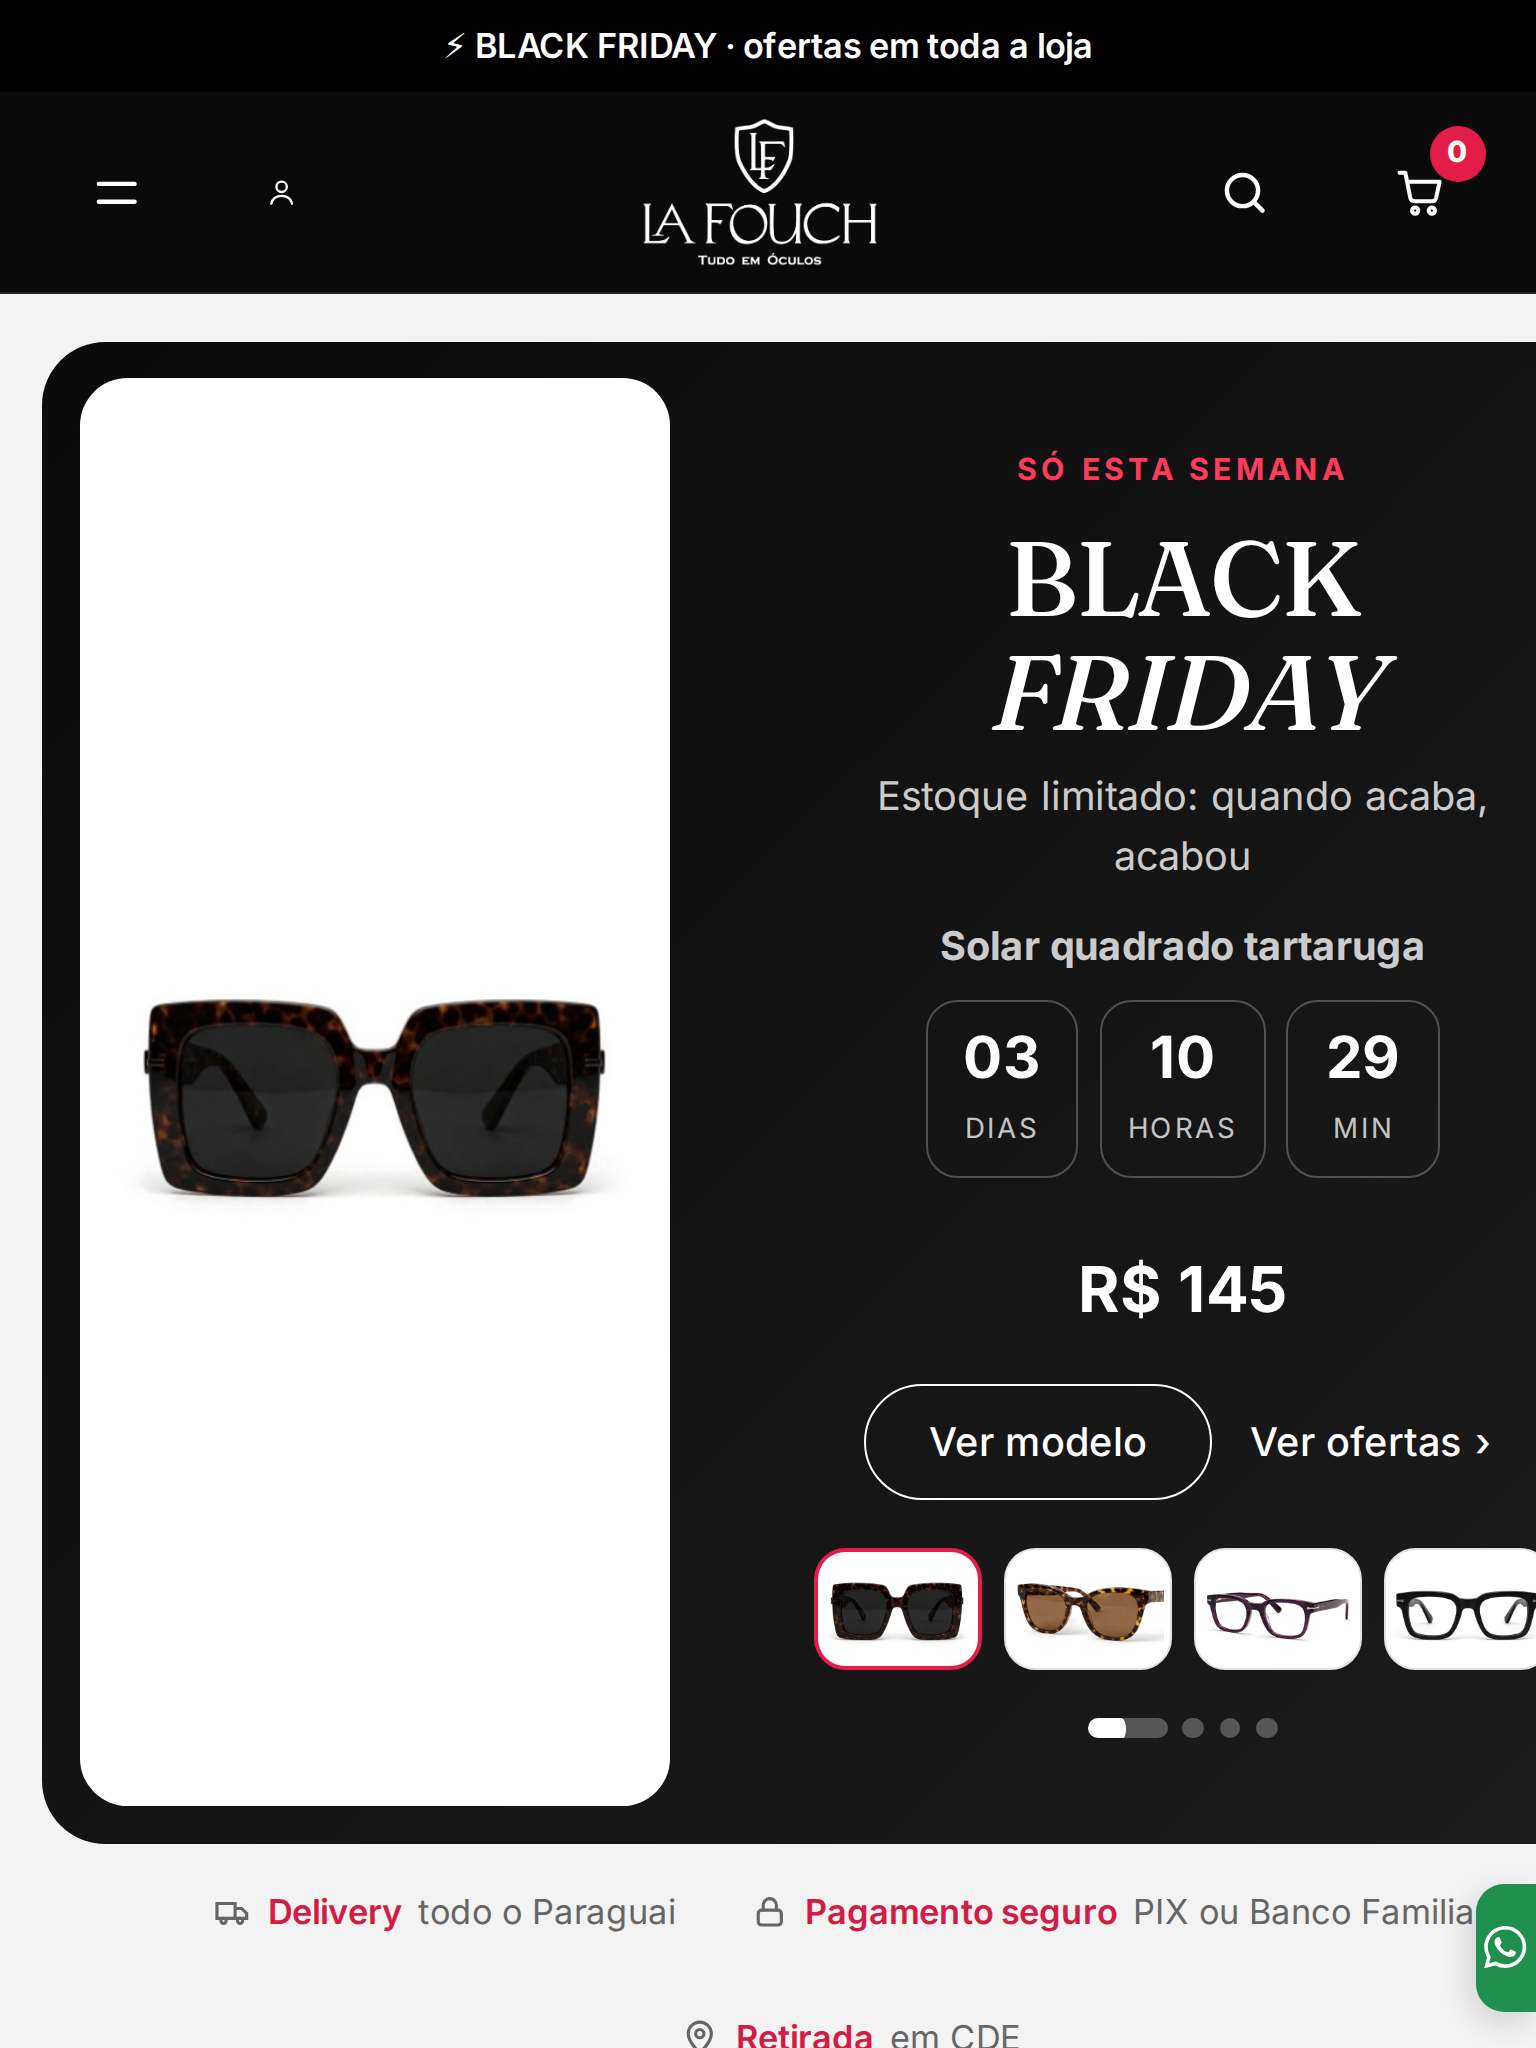 ⚡ BLACK FRIDAY · ofertas em toda a loja
0
LF
LA FOUCH
TUDO EM ÓCULOS
SÓ ESTA SEMANA
BLACK
FRIDAY
Estoque limitado: quando acaba,
acabou
Solar quadrado tartaruga
03 10 29
DIAS HORAS MIN
R$ 145
Ver modelo Ver ofertas ›
Delivery todo o Paraguai Pagamento seguro PIX ou Banco Familia
Retirada em CDE